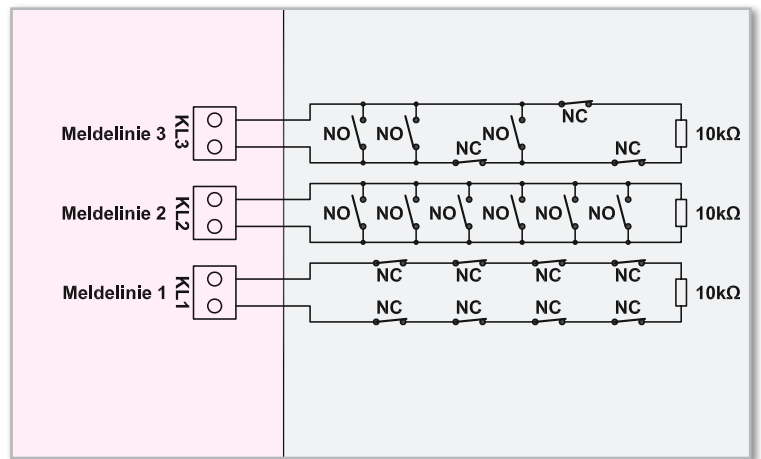 NC
Meldelinie 3 KL3 NO NO NO 10kΩ
NC NC
Meldelinie 2 KL2 NO NO NO NO NO NO 10kΩ
NC NC NC NC
Meldelinie 1 KL1 10kΩ
NC NC NC NC